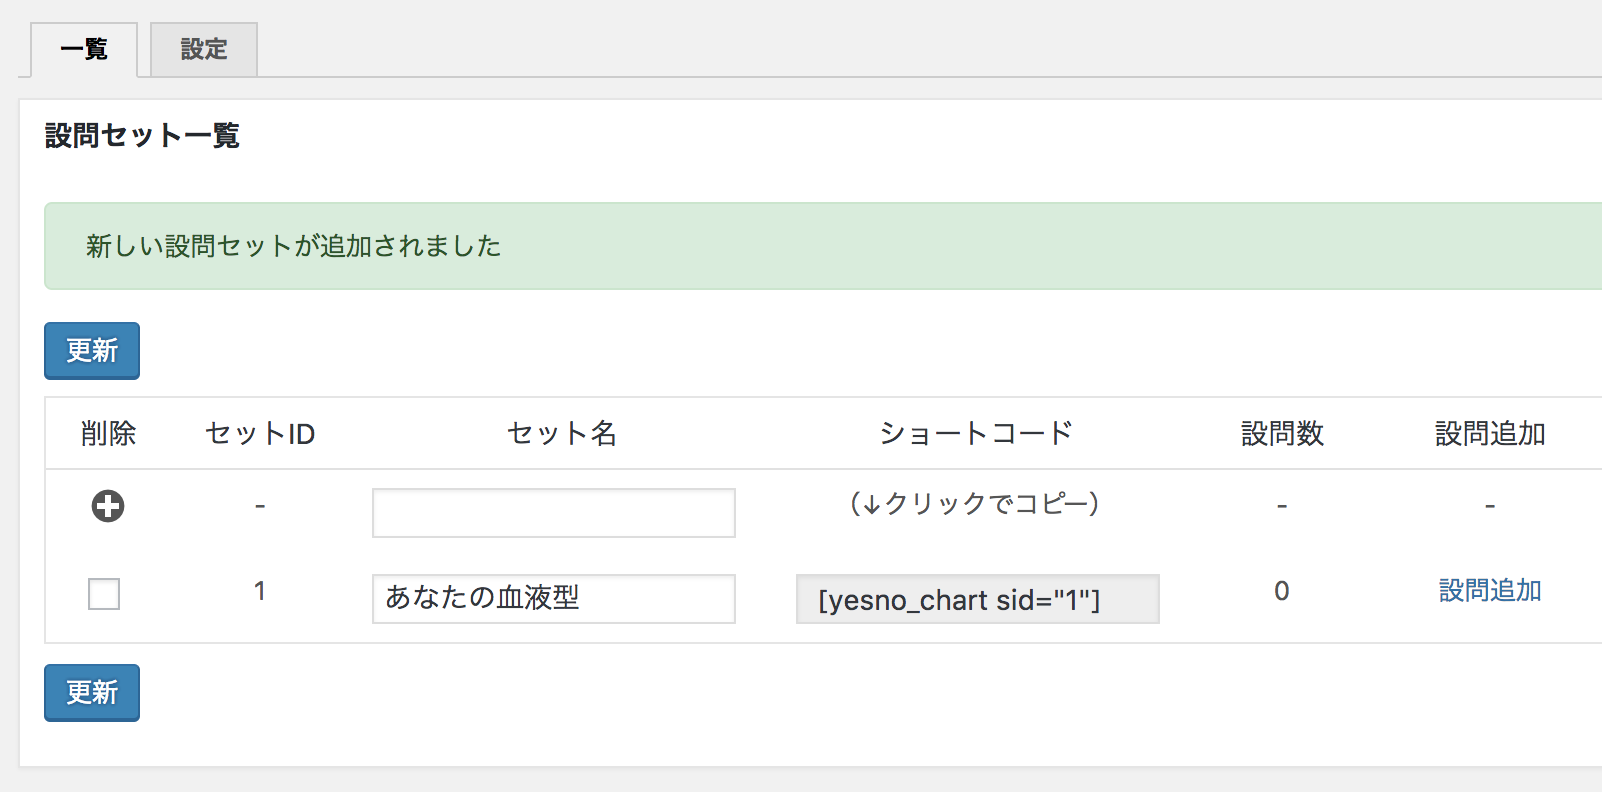 一覧 設定
設問セット一覧
新しい設問セットが追加されました
更新
削除 セットID セット名 ショートコード 設問数 設問追加
- (↓クリックでコピー) - -
1 あなたの血液型 [yesno_chart sid="1"] 0 設問追加
更新